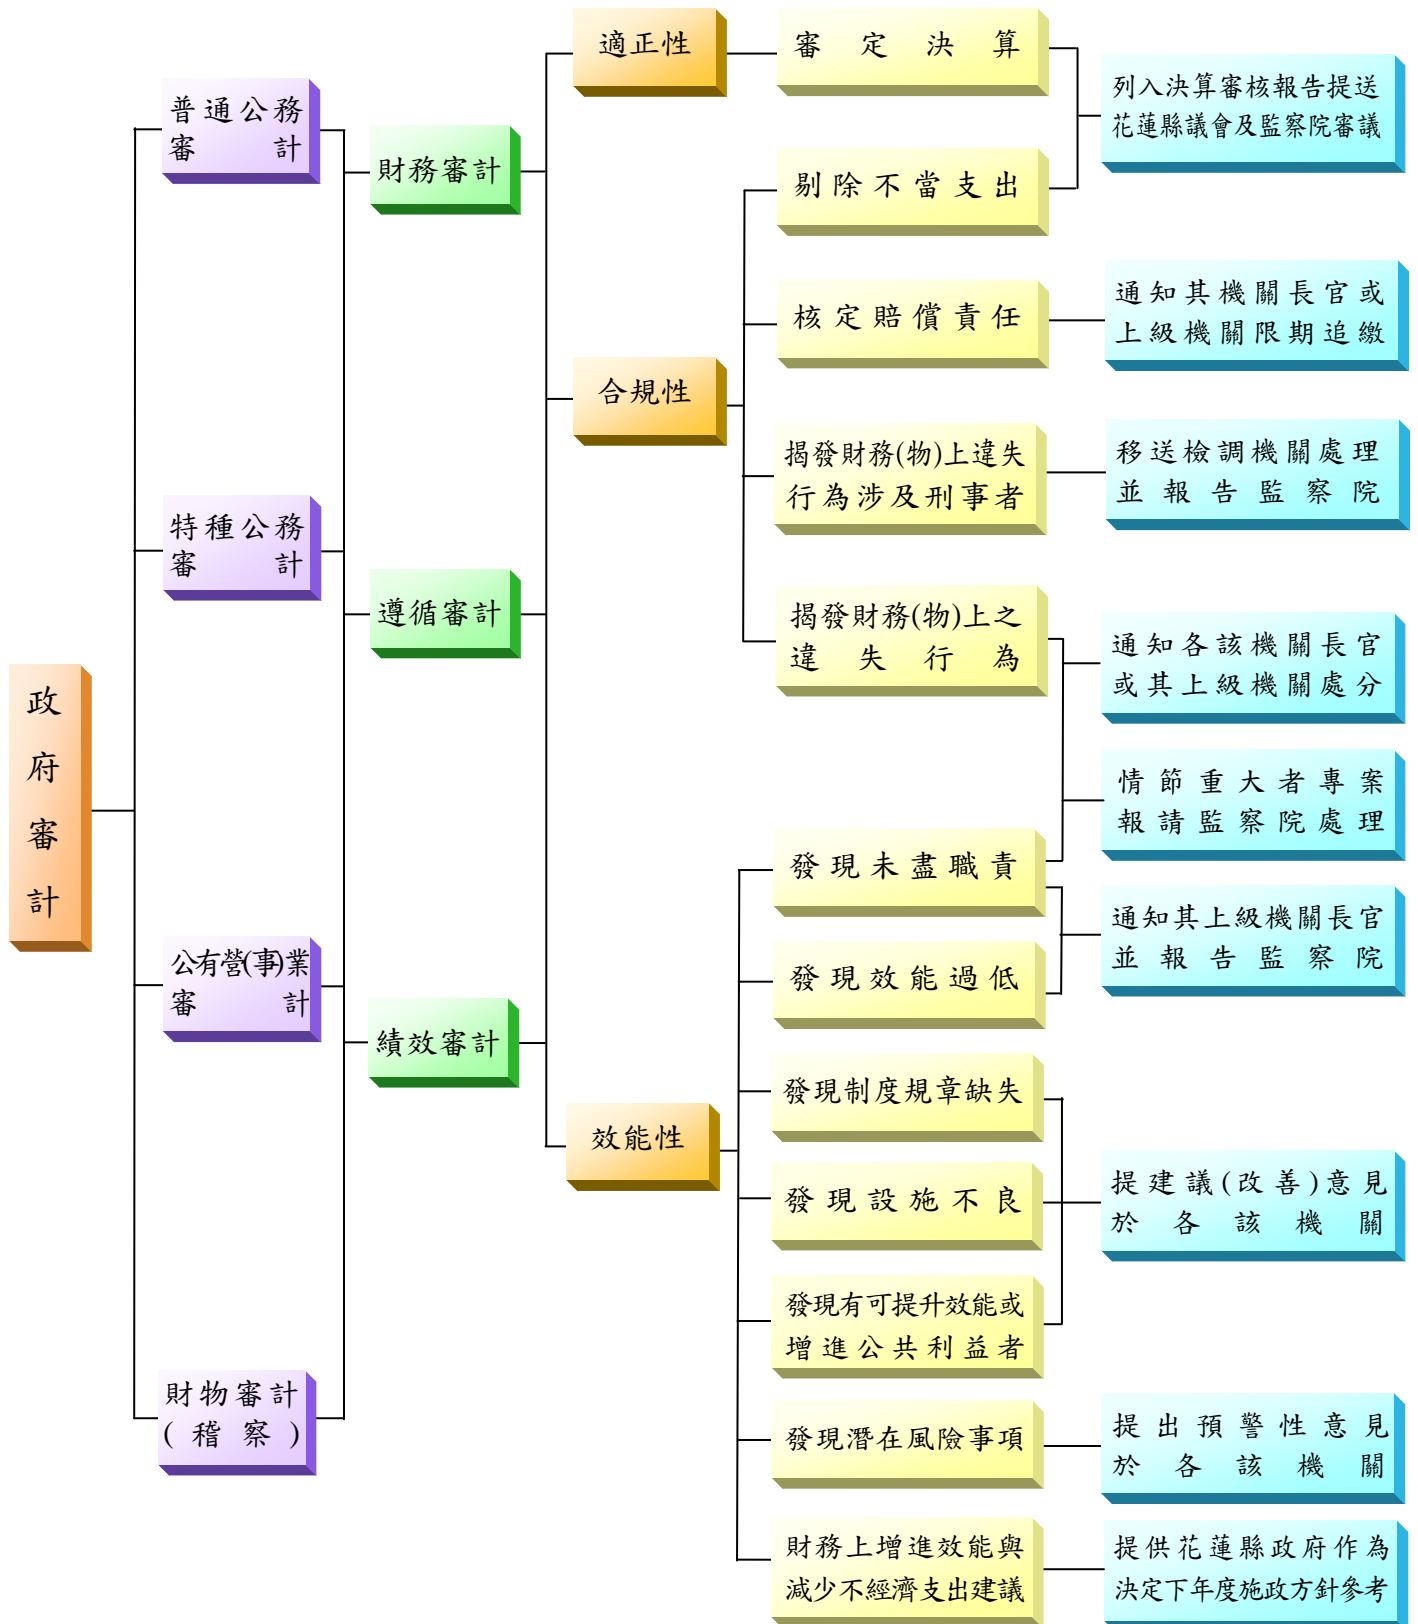 政府審計
普通公務
審計
特種公務
審計
公有營(事)業
審計
財物審計
(稽察)
財務審計
遵循審計
績效審計
適正性
合規性
效能性
審定決算
剔除不當支出
核定賠償責任
揭發財務(物)上違失
行為涉及刑事者
揭發財務(物)上之
違失行為
發現未盡職責
發現效能過低
發現制度規章缺失
發現設施不良
發現有可提升效能或
增進公共利益者
發現潛在風險事項
財務上增進效能與
減少不經濟支出建議
列入決算審核報告提送
花蓮縣議會及監察院審議
通知其機關長官或
上級機關限期追繳
移送檢調機關處理
並報告監察院
通知各該機關長官
或其上級機關處分
情節重大者專案
報請監察院處理
通知其上級機關長官
並報告監察院
提建議(改善)意見
於各該機關
提出預警性意見
於各該機關
提供花蓮縣政府作為
決定下年度施政方針參考